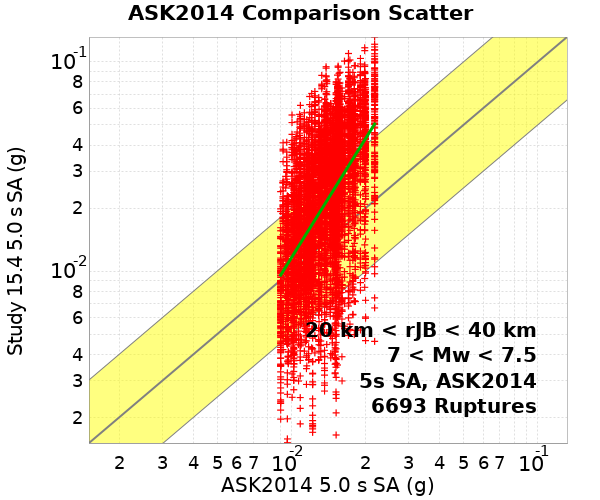 ASK2014 Comparison Scatter
Study 15.4 5.0 s SA (g)
10-1
8
6
4
3
2
10-2
8
6
4
3
2
20 km < rJB < 40 km
7 < Mw < 7.5
5s SA, ASK2014
6693 Ruptures
2 3 4 5 6 7 10-2 2 3 4 5 6 7 10-1
ASK2014 5.0 s SA (g)